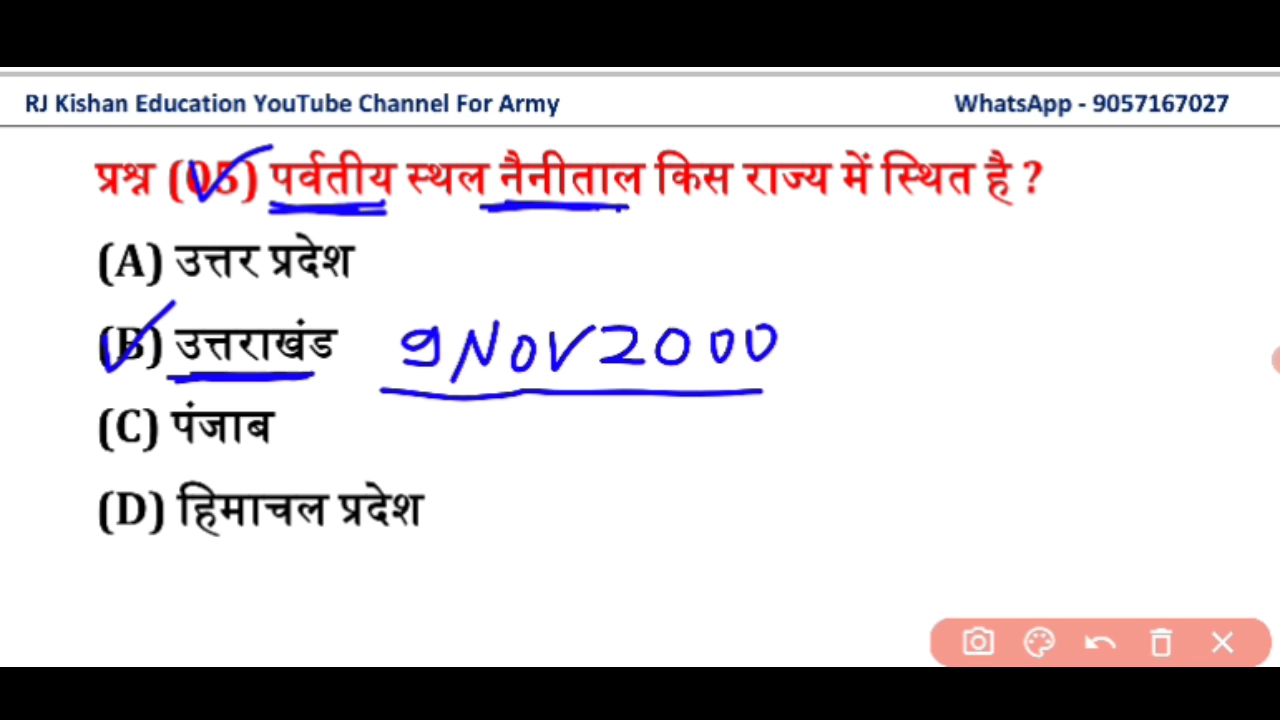 RJ Kishan Education YouTube Channel For Army WhatsApp - 9057167027
प्रश्न (05) पर्वतीय स्थल नैनीताल किस राज्य में स्थित है ?
(A) उत्तर प्रदेश
(B) उत्तराखंड 9 Nov 2000
(C) पंजाब
(D) हिमाचल प्रदेश